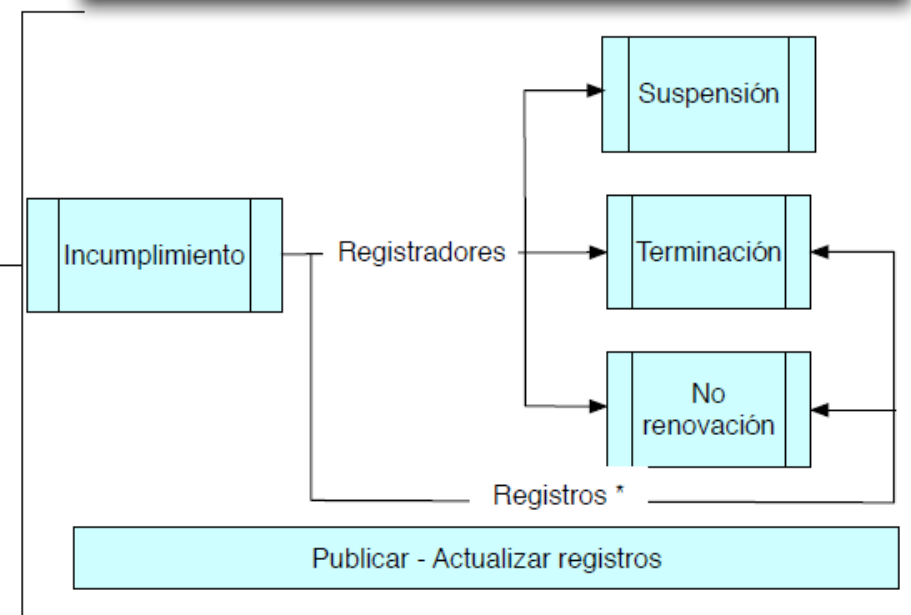 Suspensión
Incumplimiento
Registradores
Terminación
No
renovación
Registros *
Publicar - Actualizar registros